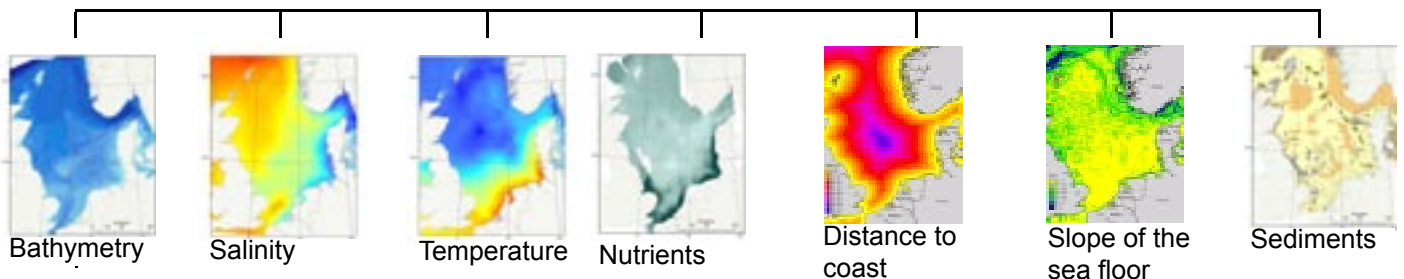 Bathymetry
Salinity
Temperature
Nutrients
Distance to
coast
Slope of the
sea floor
Sediments